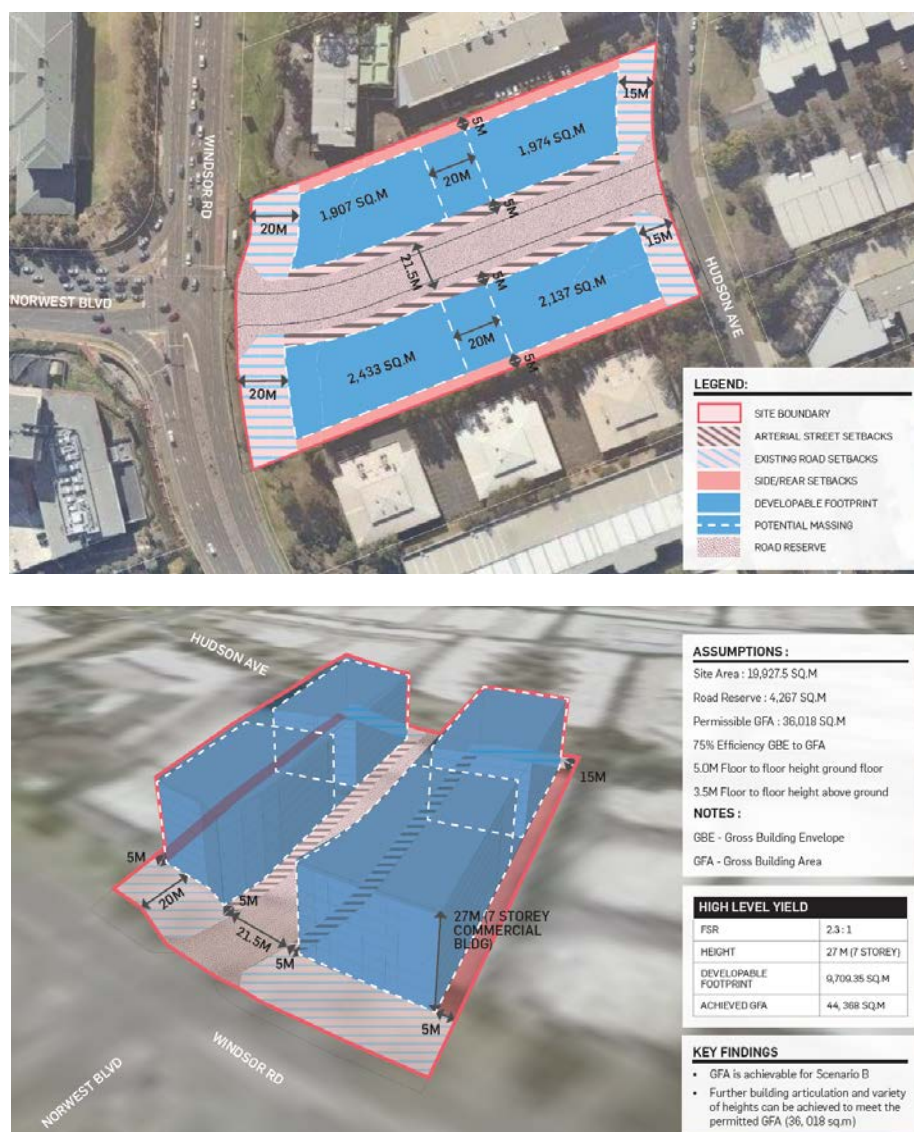 WINDSOR RD
NORWEST BLVD
HUDSON AVE
15M
5M
1,974 SQ.M
20M
1,907 SQ.M
5M
20M
21.5M
15M
5M
2,137 SQ.M
20M
2,433 SQ.M
5M
20M
LEGEND:
SITE BOUNDARY
ARTERIAL STREET SETBACKS
EXISTING ROAD SETBACKS
SIDE/REAR SETBACKS
DEVELOPABLE FOOTPRINT
POTENTIAL MASSING
ROAD RESERVE
HUDSON AVE
15M
5M
20M
5M
21.5M
5M
27M (7 STOREY
COMMERCIAL
BLDG)
5M
WINDSOR RD
NORWEST BLVD
ASSUMPTIONS :
Site Area : 19,927.5 SQ.M
Road Reserve : 4,267 SQ.M
Permissible GFA : 36,018 SQ.M
75% Efficiency GBE to GFA
5.0M Floor to floor height ground floor
3.5M Floor to floor height above ground
NOTES :
GBE - Gross Building Envelope
GFA - Gross Building Area
HIGH LEVEL YIELD
FSR 2.3 : 1
HEIGHT 27 M (7 STOREY)
DEVELOPABLE
FOOTPRINT 9,709.35 SQ.M
ACHIEVED GFA 44, 368 SQ.M
KEY FINDINGS
• GFA is achievable for Scenario B
• Further building articulation and variety
of heights can be achieved to meet the
permitted GFA (36, 018 sq.m)